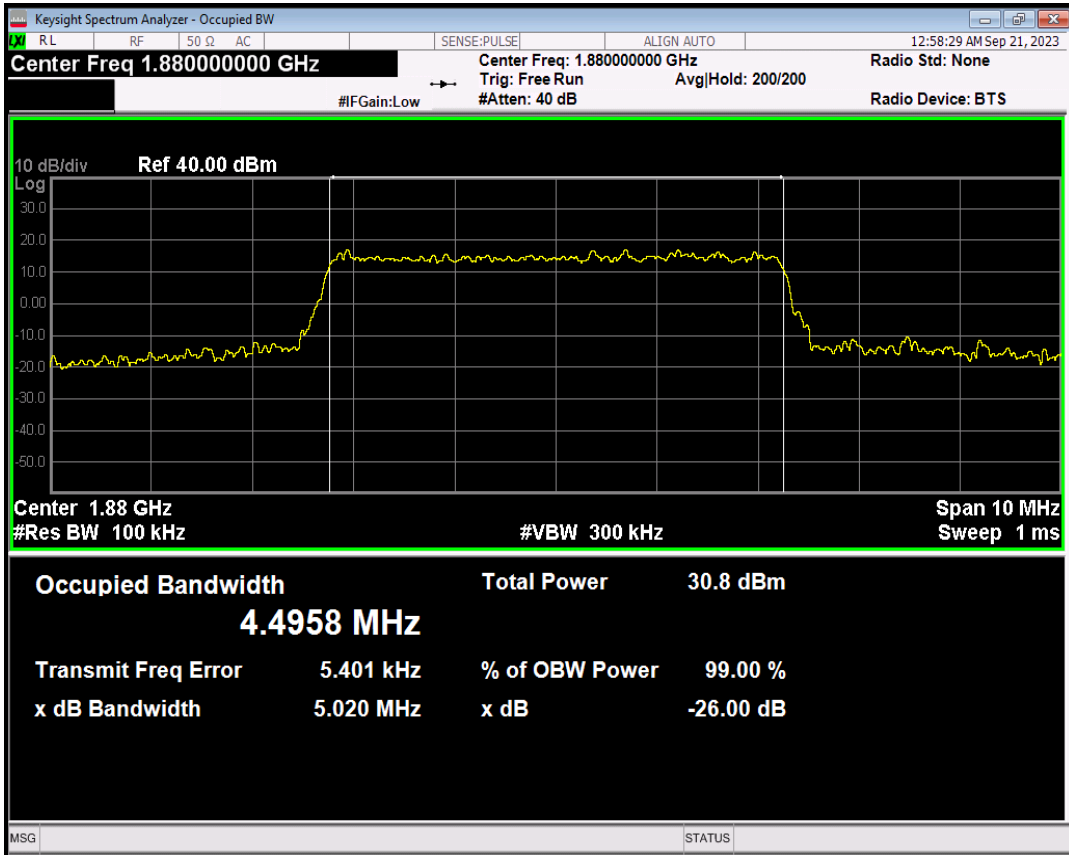 Keysight Spectrum Analyzer - Occupied BW
LXI RL RF 50 Ω AC SENSE:PULSE ALIGN AUTO 12:58:29 AM Sep 21, 2023
Center Freq 1.880000000 GHz Center Freq: 1.880000000 GHz Radio Std: None
Trig: Free Run Avg|Hold: 200/200
#IFGain:Low #Atten: 40 dB Radio Device: BTS
10 dB/div Ref 40.00 dBm
Log
30.0
20.0
10.0
0.00
-10.0
-20.0
-30.0
-40.0
-50.0
Center 1.88 GHz Span 10 MHz
#Res BW 100 kHz #VBW 300 kHz Sweep 1 ms
Occupied Bandwidth Total Power 30.8 dBm
4.4958 MHz
Transmit Freq Error 5.401 kHz % of OBW Power 99.00 %
x dB Bandwidth 5.020 MHz x dB -26.00 dB
MSG STATUS